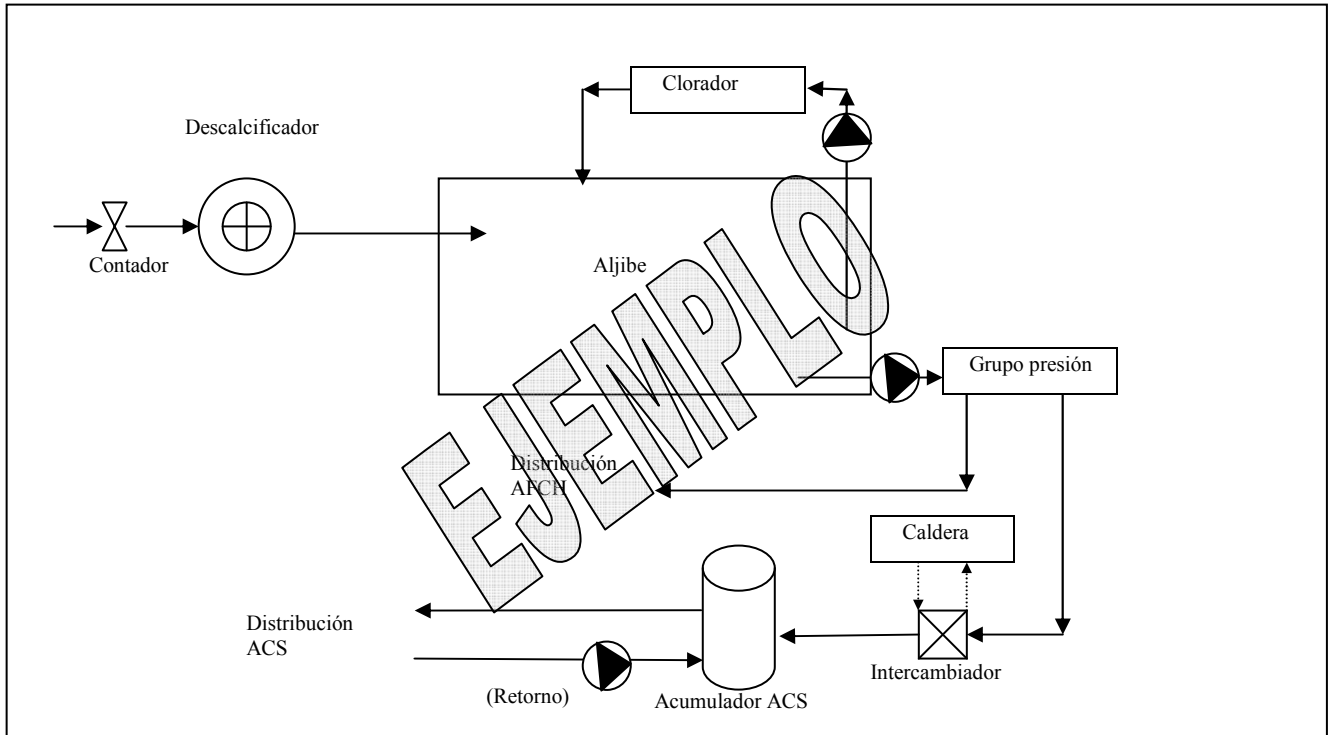 Clorador
Descalcificador
Contador
Aljibe
Grupo presión
EJEMPLO
Distribución
AFCH
Caldera
Distribución
ACS
Intercambiador
(Retorno)
Acumulador ACS